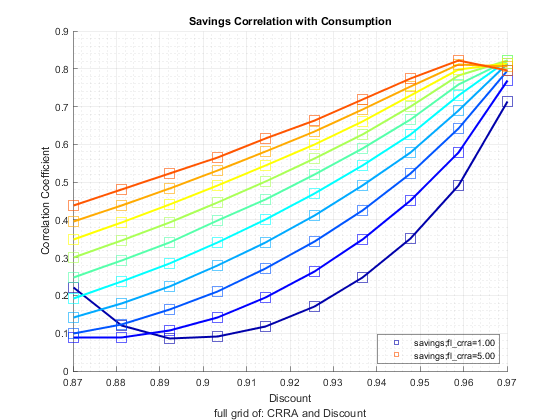 Savings Correlation with Consumption
0.9
0.8
0.7
0.6
0.5
0.4
0.3
0.2
0.1
0
Correlation Coefficient
savings;fl_crra=1.00
savings;fl_crra=5.00
0.87 0.88 0.89 0.9 0.91 0.92 0.93 0.94 0.95 0.96 0.97
Discount
full grid of: CRRA and Discount